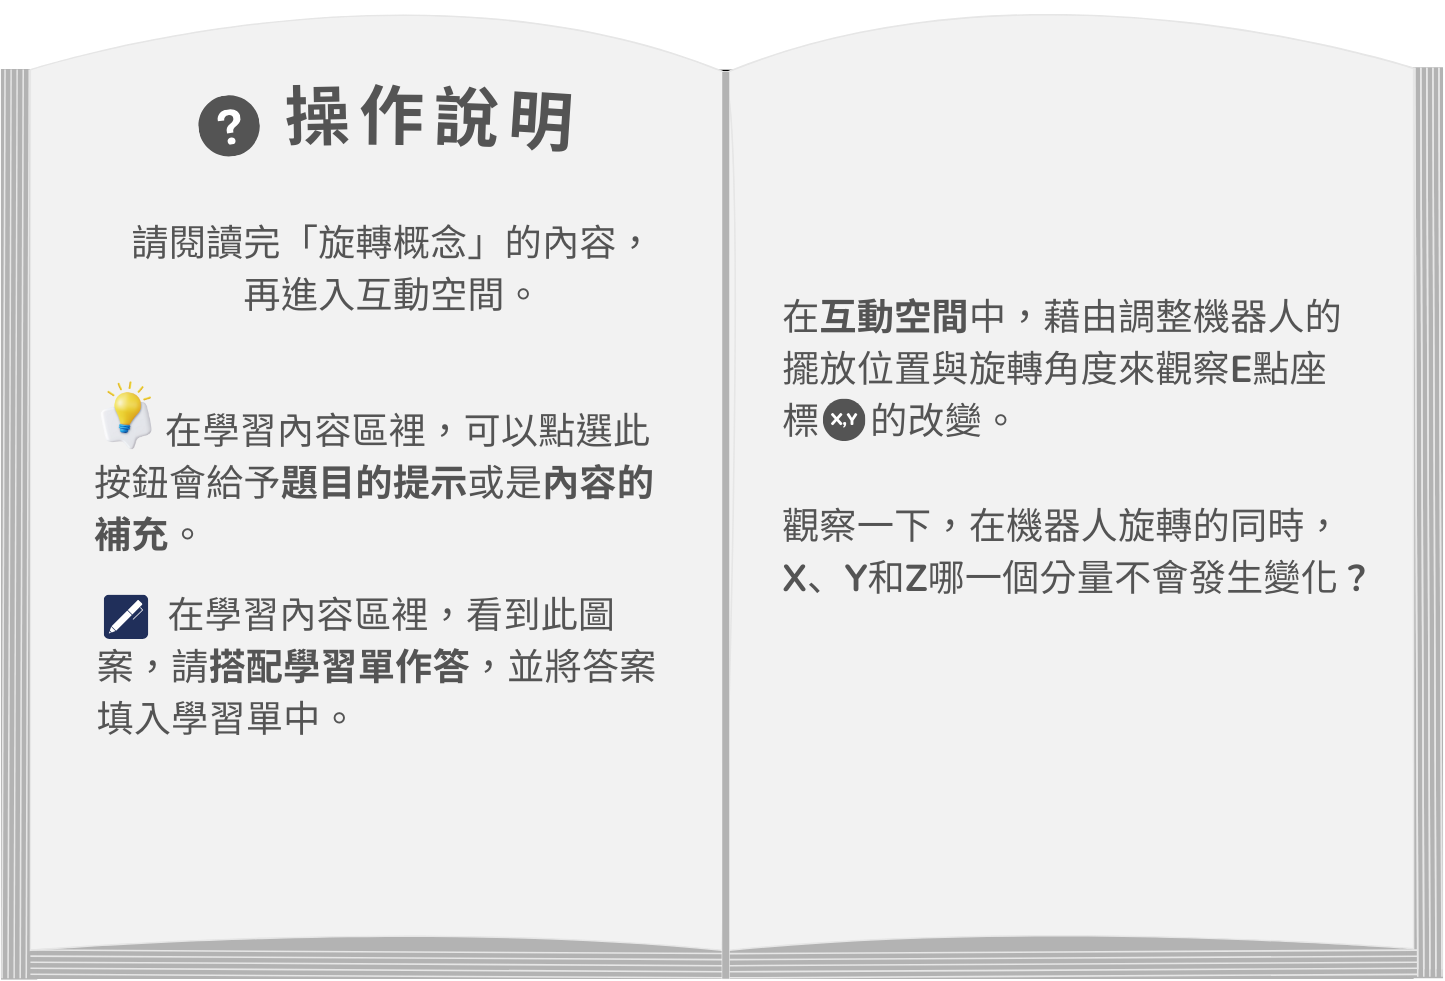 ? 操作說明
請閱讀完「旋轉概念」的內容，
再進入互動空間。
在學習內容區裡，可以點選此
按鈕會給予題目的提示或是內容的
補充。
在學習內容區裡，看到此圖
案，請搭配學習單作答，並將答案
填入學習單中。
在互動空間中，藉由調整機器人的
擺放位置與旋轉角度來觀察E點座
標X,Y的改變。
觀察一下，在機器人旋轉的同時，
X、Y和Z哪一個分量不會發生變化？